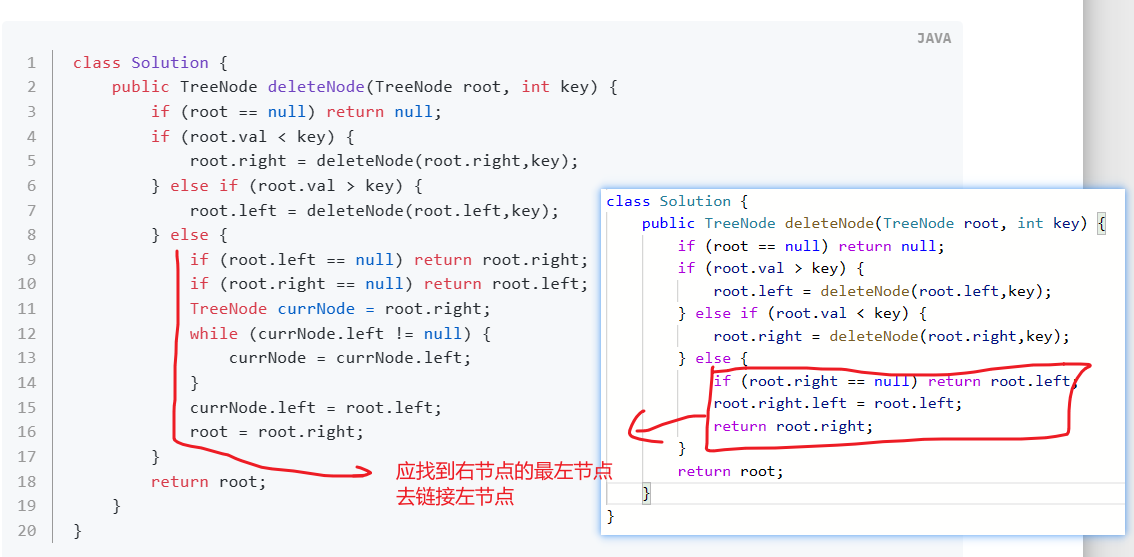 JAVA
1 class Solution {
2 public TreeNode deleteNode(TreeNode root, int key) {
3 if (root == null) return null;
4 if (root.val < key) {
5 root.right = deleteNode(root.right,key);
6 } else if (root.val > key) {
7 root.left = deleteNode(root.left,key);
8 } else {
9 if (root.left == null) return root.right;
10 if (root.right == null) return root.left;
11 TreeNode currNode = root.right;
12 while (currNode.left != null) {
13 currNode = currNode.left;
14 }
15 currNode.left = root.left;
16 root = root.right;
17 }
18 return root;
19 }
20 }
应找到右节点的最左节点
去链接左节点
class Solution {
public TreeNode deleteNode(TreeNode root, int key) {
if (root == null) return null;
if (root.val > key) {
root.left = deleteNode(root.left,key);
} else if (root.val < key) {
root.right = deleteNode(root.right,key);
} else {
if (root.right == null) return root.left;
root.right.left = root.left;
return root.right;
}
return root;
}
}